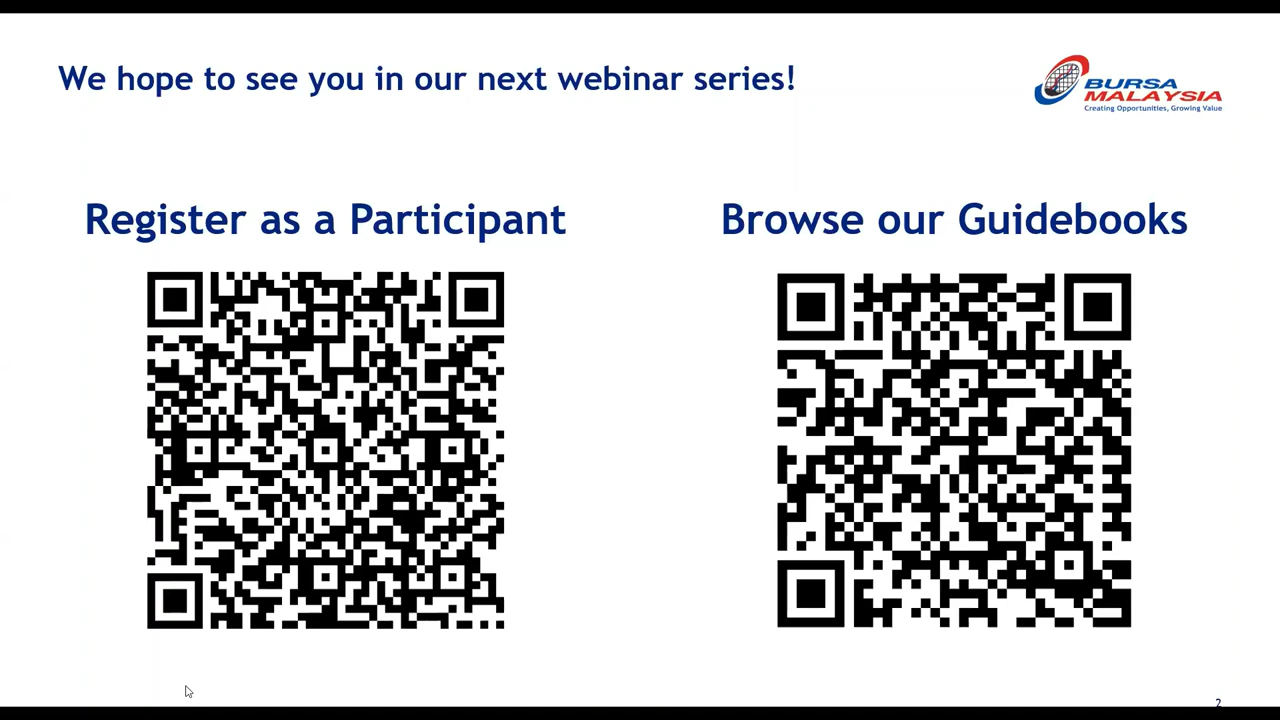 We hope to see you in our next webinar series!
BURSA
MALAYSIA
Creating Opportunities, Growing Value
Register as a Participant
Browse our Guidebooks
2